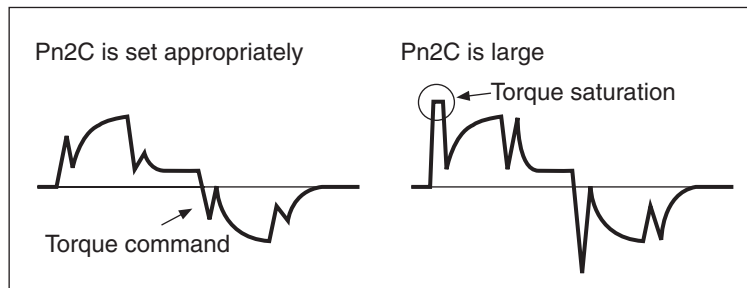 Pn2C is set appropriately
Pn2C is large
Torque saturation
Torque command